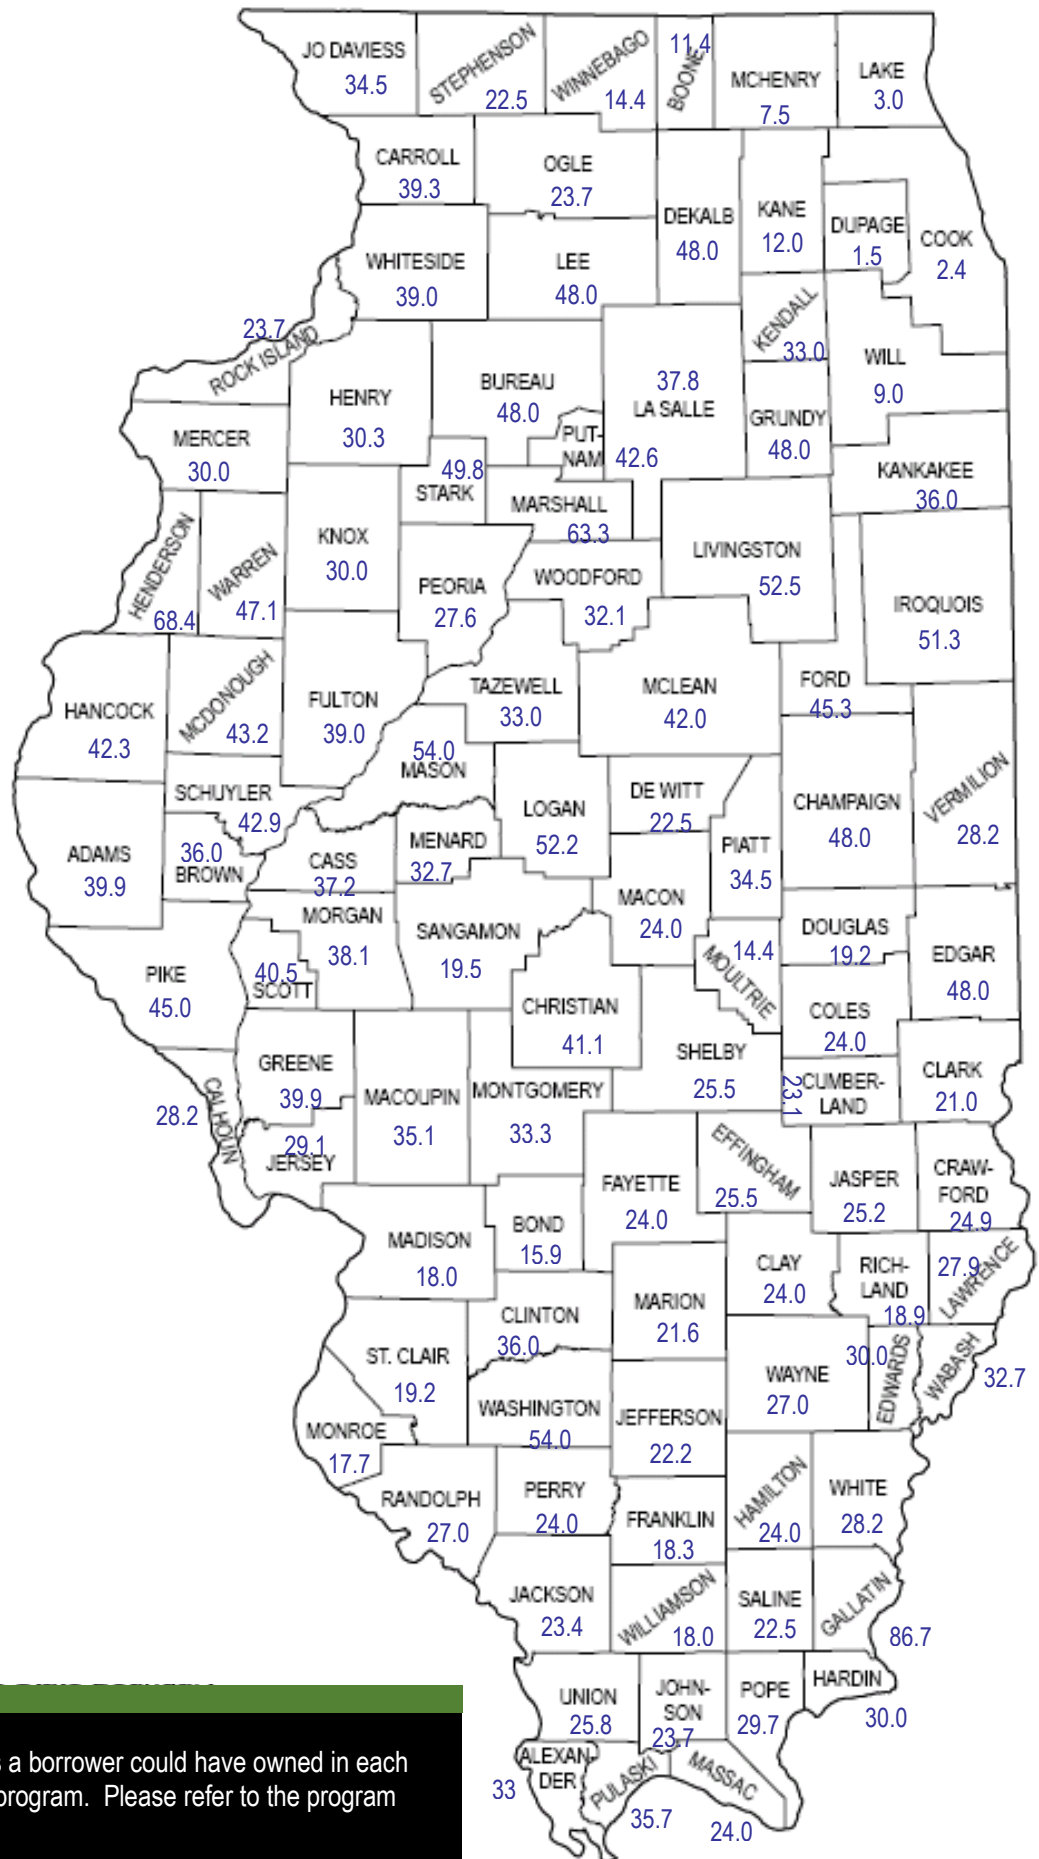 JO DAVIESS
34.5
STEPHENSON
22.5
WINNEBAGO
14.4
11.4
BOONE
MCHENRY
7.5
LAKE
3.0
CARROLL
39.3
OGLE
23.7
DEKALB
48.0
KANE
12.0
DUPAGE
1.5
COOK
2.4
WHITESIDE
39.0
LEE
48.0
23.7
ROCK ISLAND
KENDALL
33.0
WILL
9.0
HENRY
30.3
BUREAU
48.0
37.8
LA SALLE
GRUNDY
48.0
PUT-
NAM
42.6
MERCER
30.0
49.8
STARK
KANKAKEE
36.0
MARSHALL
63.3
HENDERSON
68.4
WARREN
47.1
KNOX
30.0
PEORIA
27.6
WOODFORD
32.1
LIVINGSTON
52.5
IROQUOIS
51.3
HANCOCK
42.3
MCDONOUGH
43.2
FULTON
39.0
TAZEWELL
33.0
MCLEAN
42.0
FORD
45.3
54.0
MASON
SCHUYLER
42.9
LOGAN
52.2
DE WITT
22.5
CHAMPAIGN
48.0
VERMILION
28.2
ADAMS
39.9
36.0
BROWN
CASS
37.2
MENARD
32.7
PIATT
34.5
MORGAN
38.1
SANGAMON
19.5
MACON
24.0
DOUGLAS
19.2
EDGAR
48.0
PIKE
45.0
40.5
SCOTT
CHRISTIAN
41.1
14.4
MOULTRIE
COLES
24.0
SHELBY
25.5
GREENE
39.9
MACOUPIN
35.1
MONTGOMERY
33.3
23.1
CUMBER-
LAND
CLARK
21.0
28.2
CALHOUN
29.1
JERSEY
FAYETTE
24.0
EFFINGHAM
25.5
JASPER
25.2
CRAW-
FORD
24.9
MADISON
18.0
BOND
15.9
CLAY
24.0
RICH-
LAND
18.9
27.9
LAWRENCE
CLINTON
36.0
MARION
21.6
ST. CLAIR
19.2
WAYNE
27.0
30.0
EDWARDS
WABASH
32.7
WASHINGTON
54.0
JEFFERSON
22.2
MONROE
17.7
RANDOLPH
27.0
PERRY
24.0
FRANKLIN
18.3
HAMILTON
24.0
WHITE
28.2
JACKSON
23.4
WILLIAMSON
18.0
SALINE
22.5
GALLATIN
86.7
UNION
25.8
JOHN-
SON
23.7
POPE
29.7
HARDIN
30.0
ALEXAN-
DER
33
PULASKI
35.7
MASSAC
24.0
a borrower could have owned in each
program. Please refer to the program